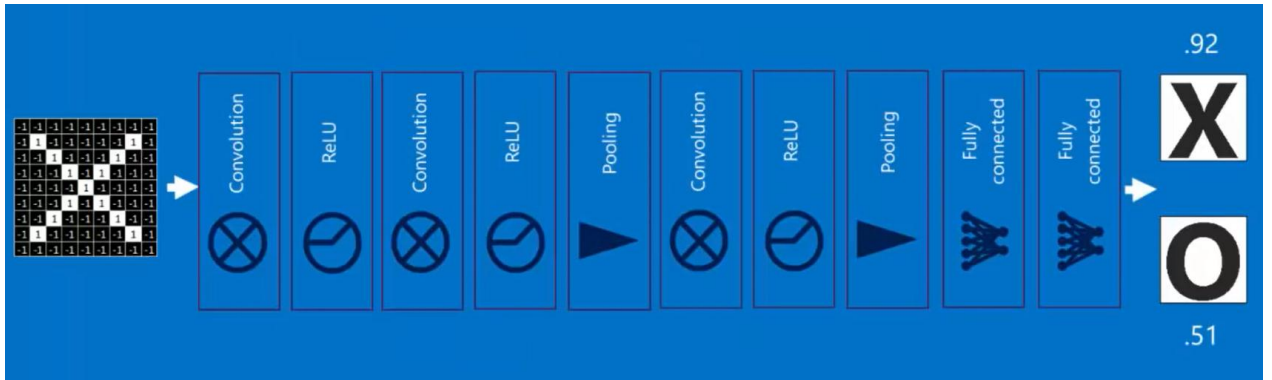 -1 -1 -1 -1 -1 -1 -1 -1 -1
-1 1 -1 -1 -1 -1 -1 1 -1
-1 -1 1 -1 -1 -1 1 -1 -1
-1 -1 -1 1 -1 1 -1 -1 -1
-1 -1 -1 -1 1 -1 -1 -1 -1
-1 -1 -1 1 -1 1 -1 -1 -1
-1 -1 1 -1 -1 -1 1 -1 -1
-1 1 -1 -1 -1 -1 -1 1 -1
-1 -1 -1 -1 -1 -1 -1 -1 -1
Convolution
ReLU
Convolution
ReLU
Pooling
Convolution
ReLU
Pooling
Fully
connected
Fully
connected
.92
X
O
.51